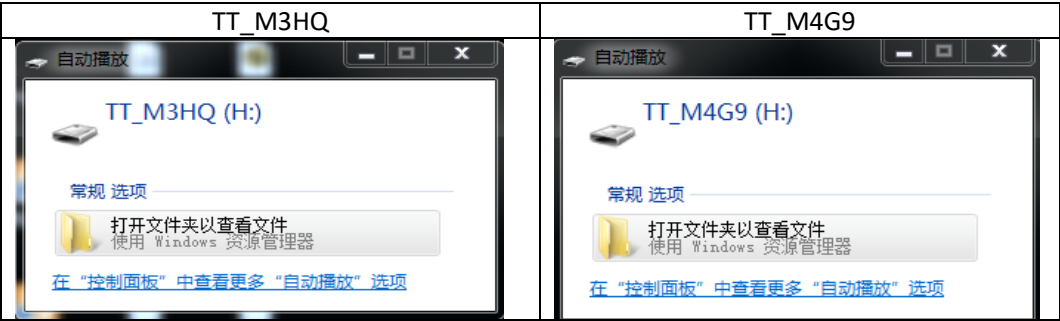 TT_M3HQ
自动播放
TT_M3HQ (H:)
常规 选项
打开文件夹以查看文件
使用 Windows 资源管理器
在“控制面板”中查看更多“自动播放”选项
TT_M4G9
自动播放
TT_M4G9 (H:)
常规 选项
打开文件夹以查看文件
使用 Windows 资源管理器
在“控制面板”中查看更多“自动播放”选项